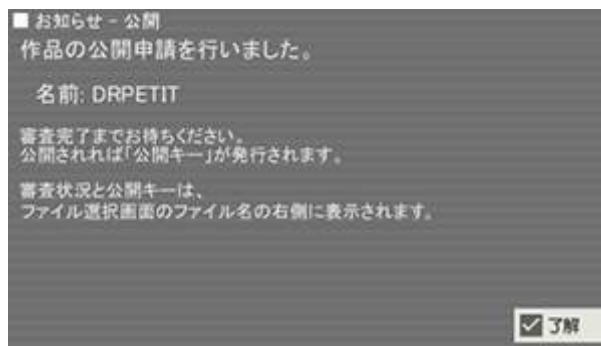 ■ お知らせ - 公開
作品の公開申請を行いました。
名前: DRPETIT
審査完了までお待ちください。
公開されれば「公開キー」が発行されます。
審査状況と公開キーは、
ファイル選択画面のファイル名の右側に表示されます。
了解